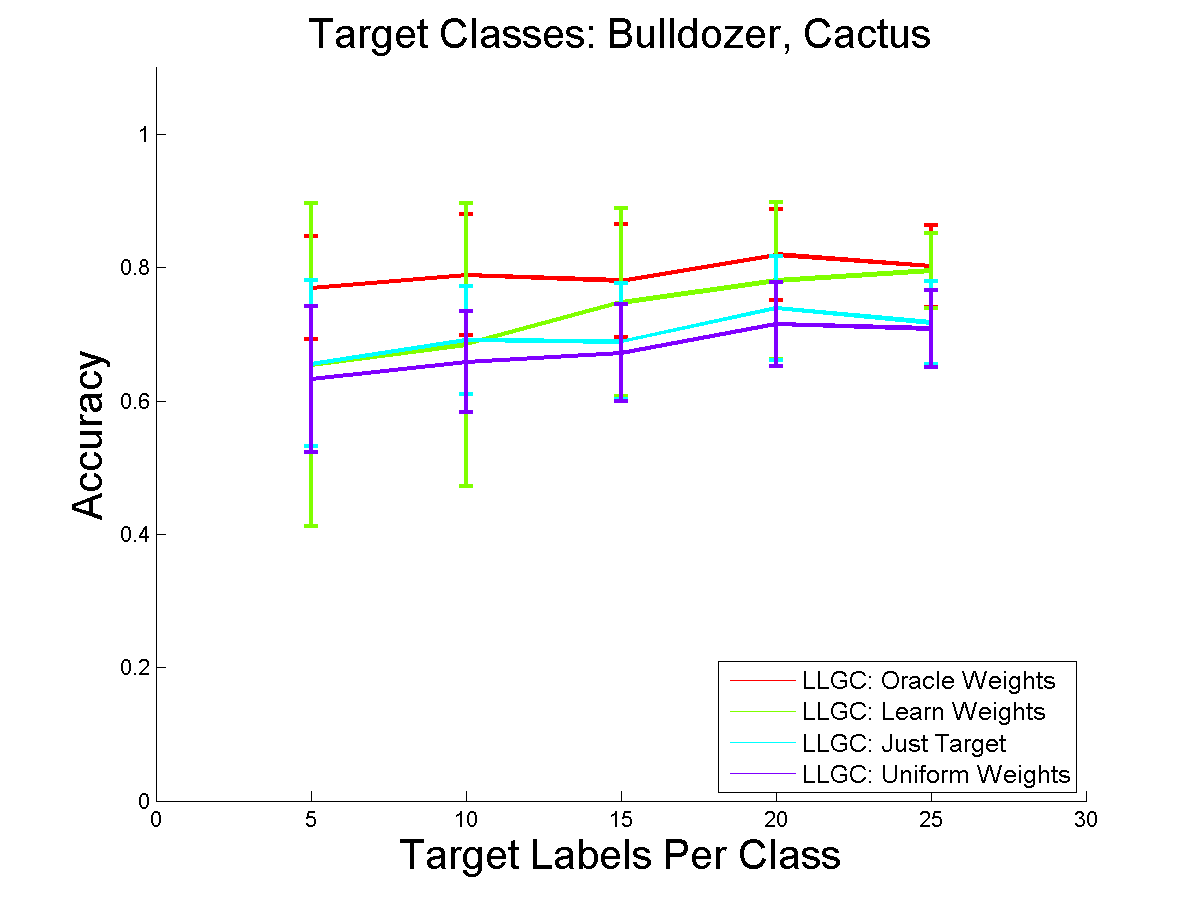 Target Classes: Bulldozer, Cactus
1
0.8
0.6
0.4
0.2
0
Accuracy
LLGC: Oracle Weights
LLGC: Learn Weights
LLGC: Just Target
LLGC: Uniform Weights
0 5 10 15 20 25 30
Target Labels Per Class